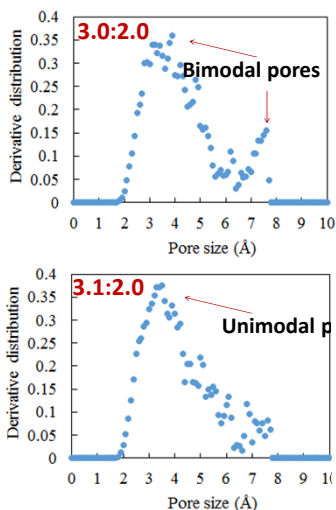 3.0:2.0
Bimodal pores
Derivative distribution
0.4
0.35
0.3
0.25
0.2
0.15
0.1
0.05
0
0 1 2 3 4 5 6 7 8 9 10
Pore size (Å)
3.1:2.0
Unimodal p
Derivative distribution
0.4
0.35
0.3
0.25
0.2
0.15
0.1
0.05
0
0 1 2 3 4 5 6 7 8 9 10
Pore size (Å)